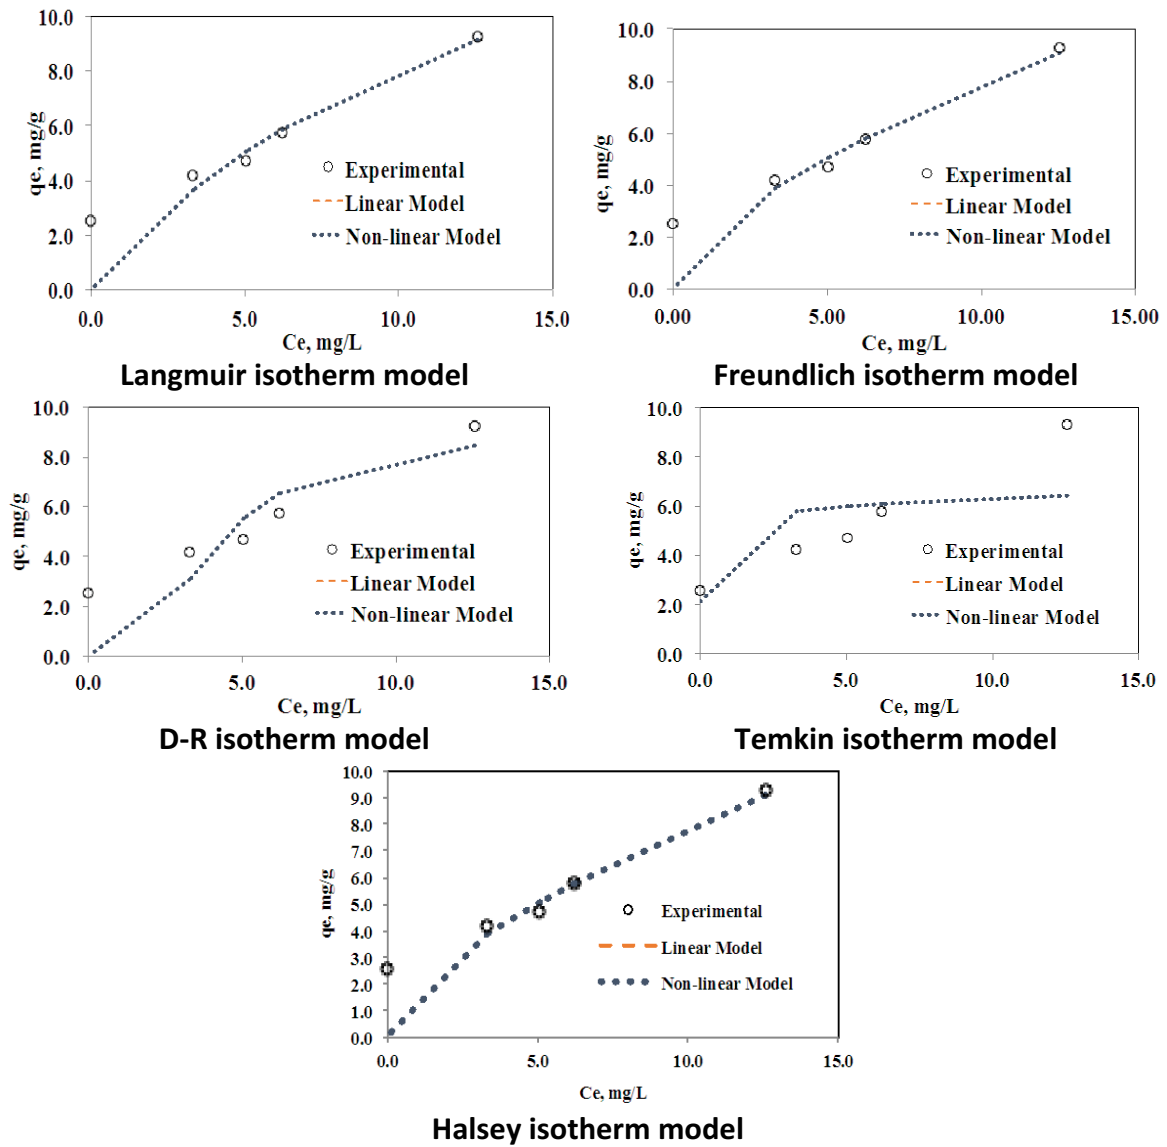 10.0
8.0
6.0
4.0
2.0
0.0
qe, mg/g
Experimental
Linear Model
Non-linear Model
0.0 5.0 10.0 15.0
Ce, mg/L
Langmuir isotherm model
10.0
8.0
6.0
4.0
2.0
0.0
qe, mg/g
Experimental
Linear Model
Non-linear Model
0.00 5.00 10.00 15.00
Ce, mg/L
Freundlich isotherm model
10.0
8.0
6.0
4.0
2.0
0.0
qe, mg/g
Experimental
Linear Model
Non-linear Model
0.0 5.0 10.0 15.0
Ce, mg/L
D-R isotherm model
10.0
8.0
6.0
4.0
2.0
0.0
qe, mg/g
Experimental
Linear Model
Non-linear Model
0.0 5.0 10.0 15.0
Ce, mg/L
Temkin isotherm model
10.0
9.0
8.0
7.0
6.0
5.0
4.0
3.0
2.0
1.0
0.0
qe, mg/g
Experimental
Linear Model
Non-linear Model
0.0 5.0 10.0 15.0
Ce, mg/L
Halsey isotherm model